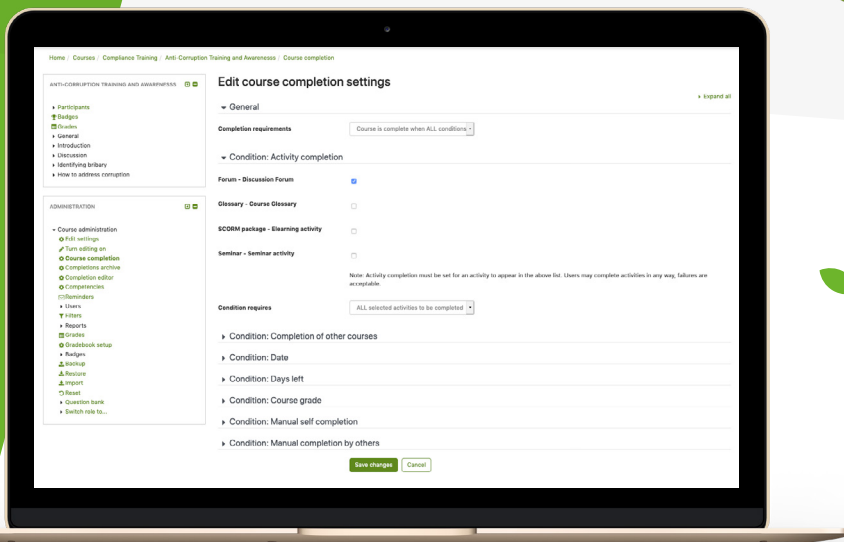 Home / Courses / Compliance Training / Anti-Corruption Training and Awareness / Course completion
ANTI-CORRUPTION TRAINING AND AWARENESS
Participants
Badges
Grades
General
Introduction
Discussion
Identifying bribary
How to address corruption
ADMINISTRATION
Course administration
Edit settings
Turn editing on
Course completion
Completions archive
Completion editor
Competencies
Reminders
Users
Filters
Reports
Grades
Gradebook setup
Badges
Backup
Restore
Import
Reset
Question bank
Switch role to...
Edit course completion settings
Expand all
General
Completion requirements
Course is complete when ALL conditions
Condition: Activity completion
Forum - Discussion Forum
Glossary - Course Glossary
SCORM package - Elearning activity
Seminar - Seminar activity
Note: Activity completion must be set for an activity to appear in the above list. Users may complete activities in any way, failures are
acceptable.
Condition requires
ALL selected activities to be completed
Condition: Completion of other courses
Condition: Date
Condition: Days left
Condition: Course grade
Condition: Manual self completion
Condition: Manual completion by others
Save changes
Cancel